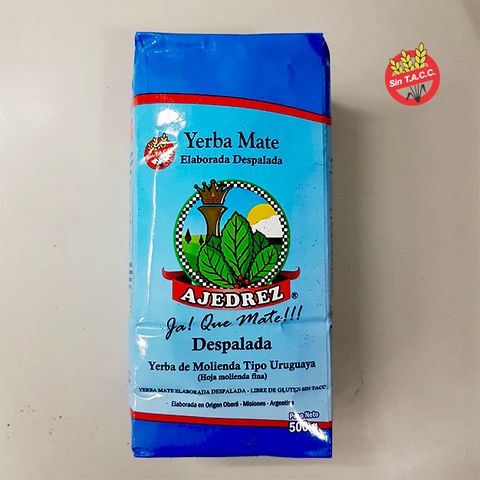 Sin T.A.C.C.
Yerba Mate
Elaborada Despalada
AJEDREZ ®
Ja! Que Mate!!!
Despalada
Yerba de Molienda Tipo Uruguaya
(Hoja molienda fina)
YERBA MATE ELABORADA DESPALADA - LIBRE DE GLUTEN SIN TACC
Elaborada en Origen Oberá - Misiones - Argentina
Peso Neto
500 g.